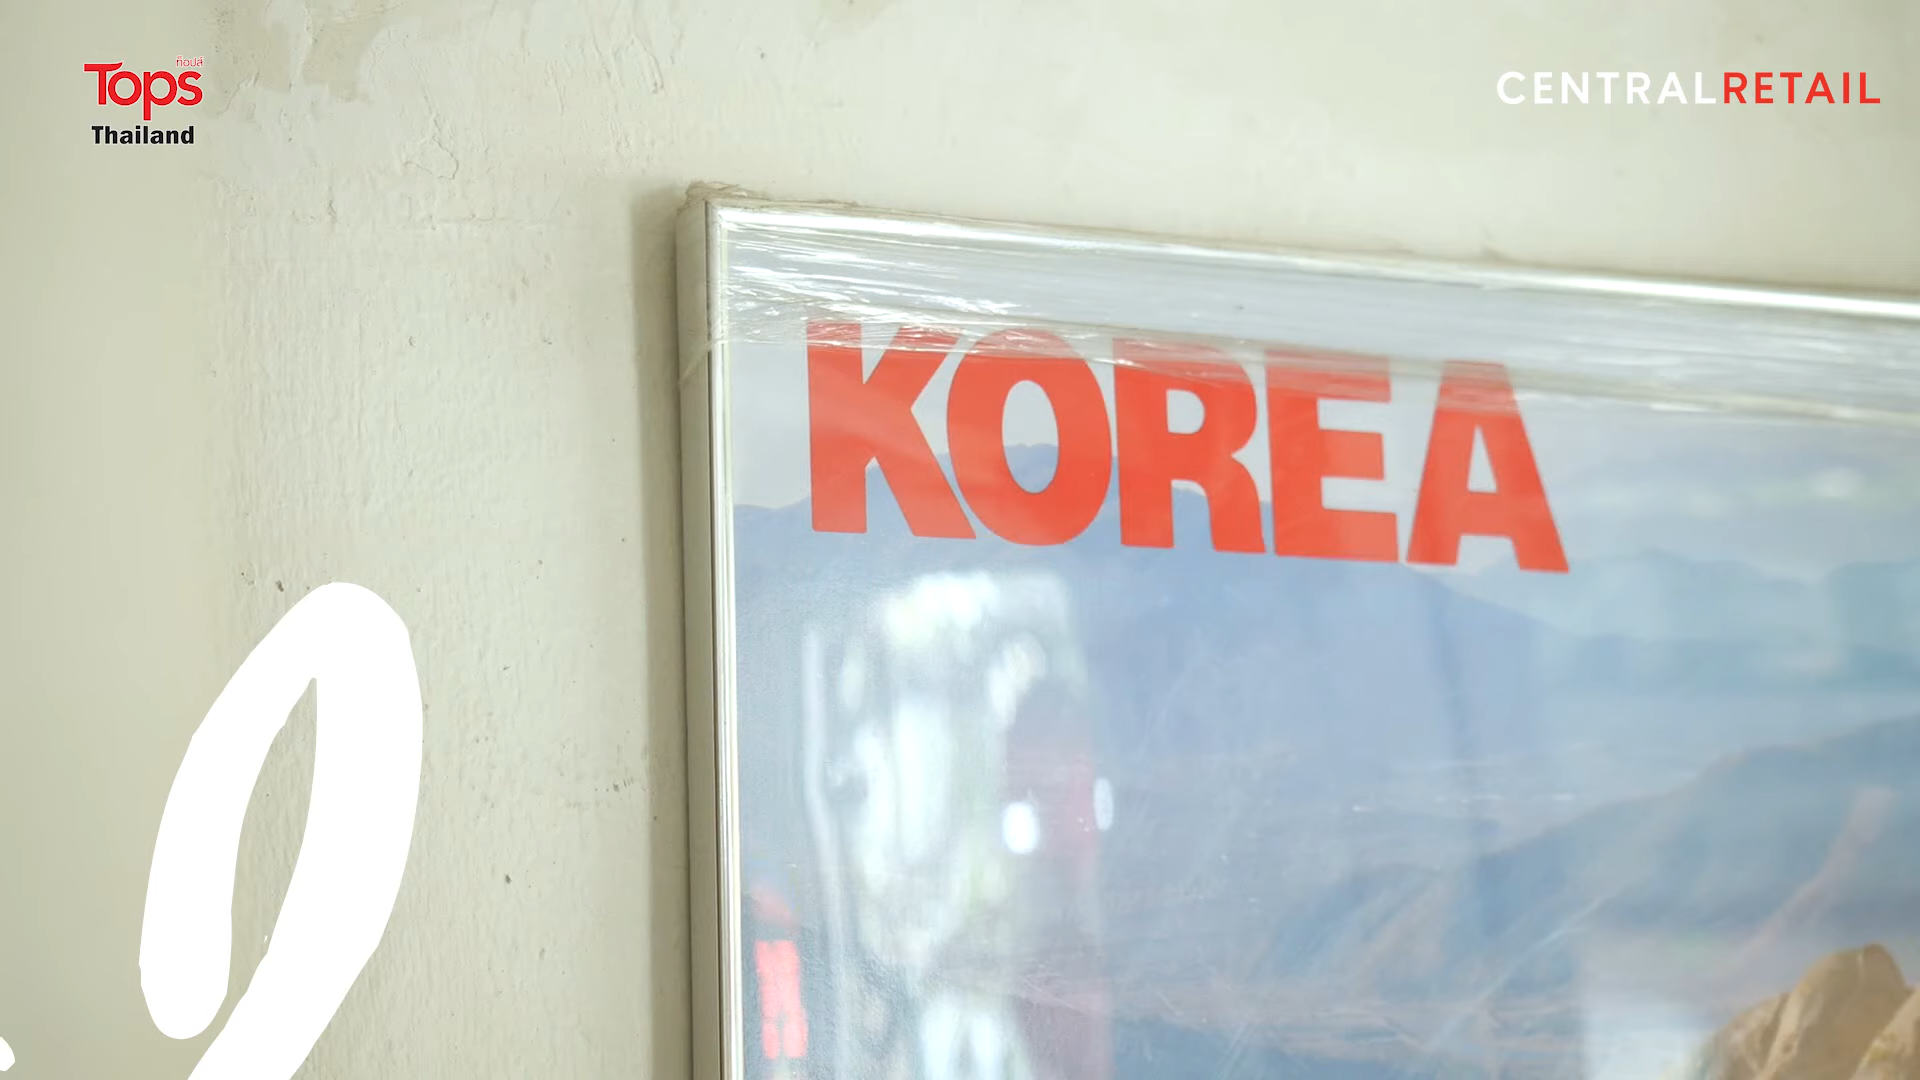 ท็อปส์
Tops
Thailand
CENTRALRETAIL
KOREA